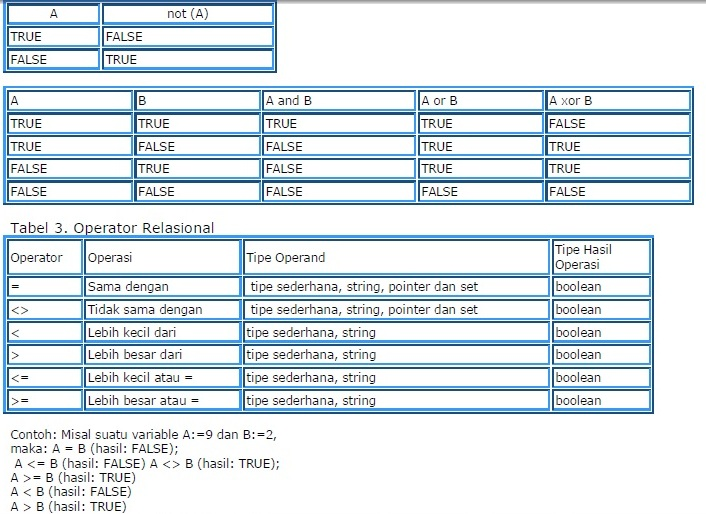 A not (A)
TRUE FALSE
FALSE TRUE
A B A and B A or B A xor B
TRUE TRUE TRUE TRUE FALSE
TRUE FALSE FALSE TRUE TRUE
FALSE TRUE FALSE TRUE TRUE
FALSE FALSE FALSE FALSE FALSE
Tabel 3. Operator Relasional
Operator Operasi Tipe Operand Tipe Hasil Operasi
= Sama dengan tipe sederhana, string, pointer dan set boolean
<> Tidak sama dengan tipe sederhana, string, pointer dan set boolean
< Lebih kecil dari tipe sederhana, string boolean
> Lebih besar dari tipe sederhana, string boolean
<= Lebih kecil atau = tipe sederhana, string boolean
>= Lebih besar atau = tipe sederhana, string boolean
Contoh: Misal suatu variable A:=9 dan B:=2,
maka: A = B (hasil: FALSE);
A <= B (hasil: FALSE) A <> B (hasil: TRUE);
A >= B (hasil: TRUE)
A < B (hasil: FALSE)
A > B (hasil: TRUE)